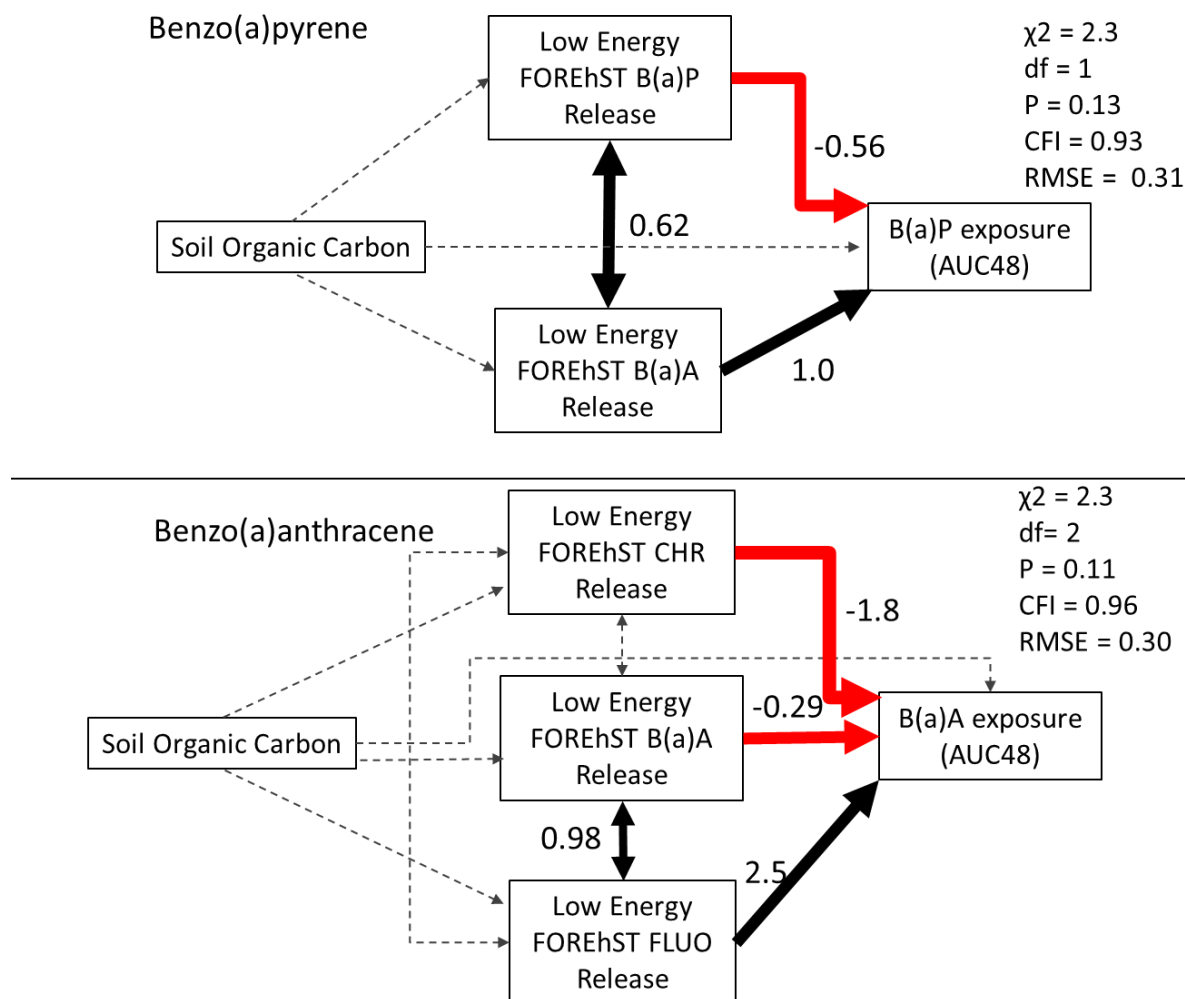 Benzo(a)pyrene
Low Energy
FOREhST B(a)P
Release
χ2 = 2.3
df = 1
P = 0.13
CFI = 0.93
RMSE =  0.31
-0.56
Soil Organic Carbon
0.62
B(a)P exposure
(AUC48)
Low Energy
FOREhST B(a)A
Release
1.0
Benzo(a)anthracene
Low Energy
FOREhST CHR
Release
χ2 = 2.3
df= 2
P = 0.11
CFI = 0.96
RMSE = 0.30
-1.8
Soil Organic Carbon
Low Energy
FOREhST B(a)A
Release
-0.29
B(a)A exposure
(AUC48)
0.98
2.5
Low Energy
FOREhST FLUO
Release